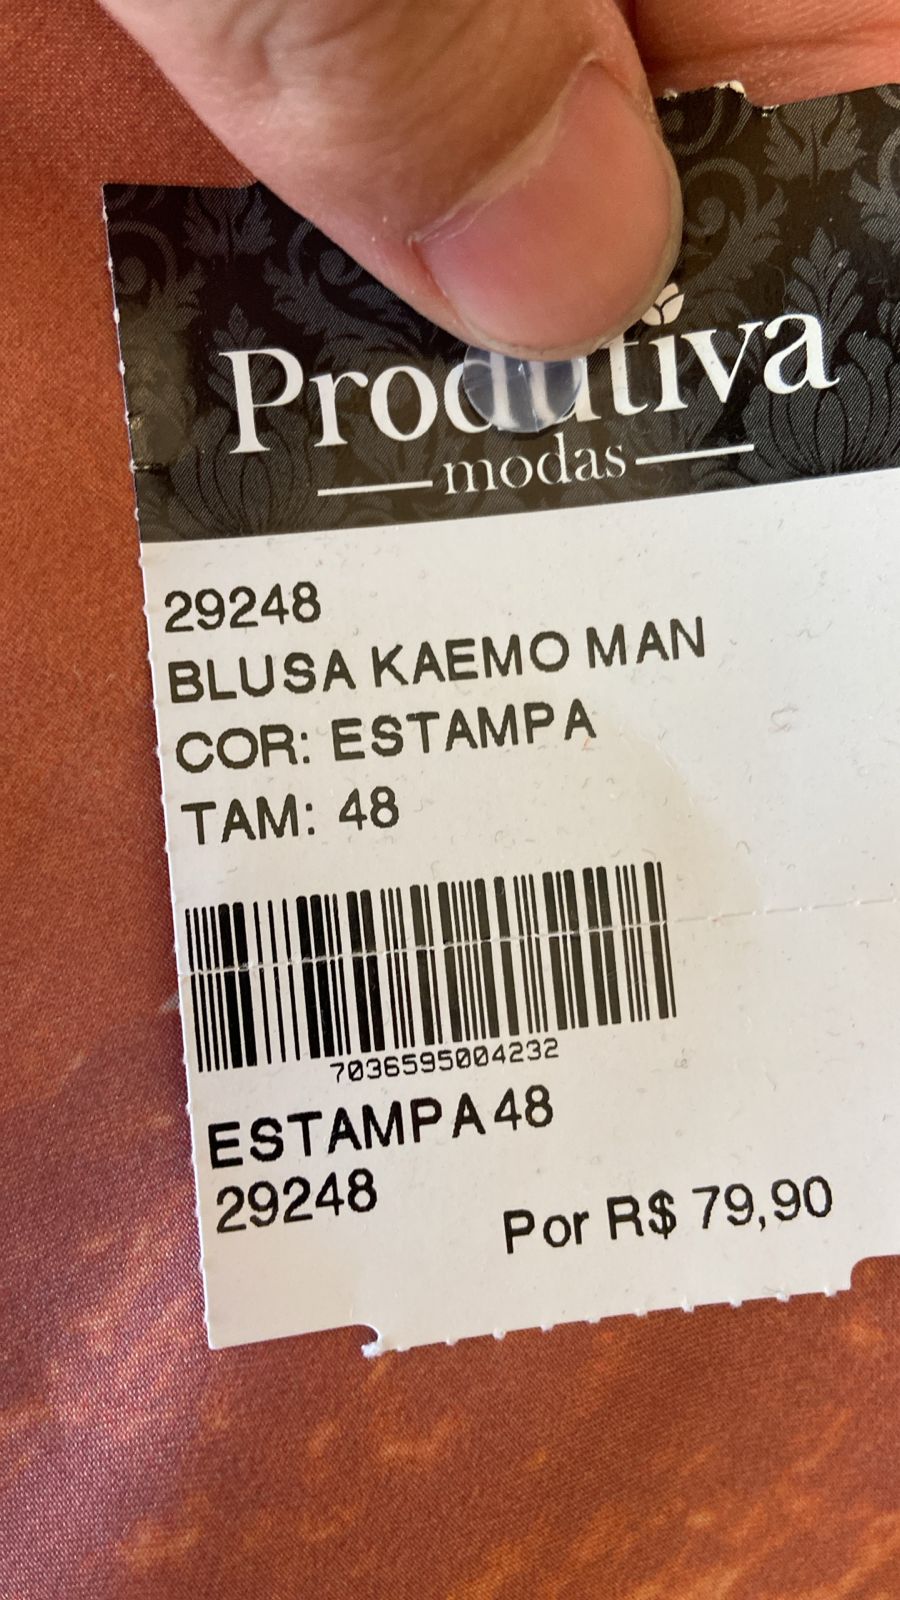 Produtiva
modas
29248
BLUSA KAEMO MAN
COR: ESTAMPA
TAM: 48
7036595004232
ESTAMPA 48
29248
Por R$ 79,90